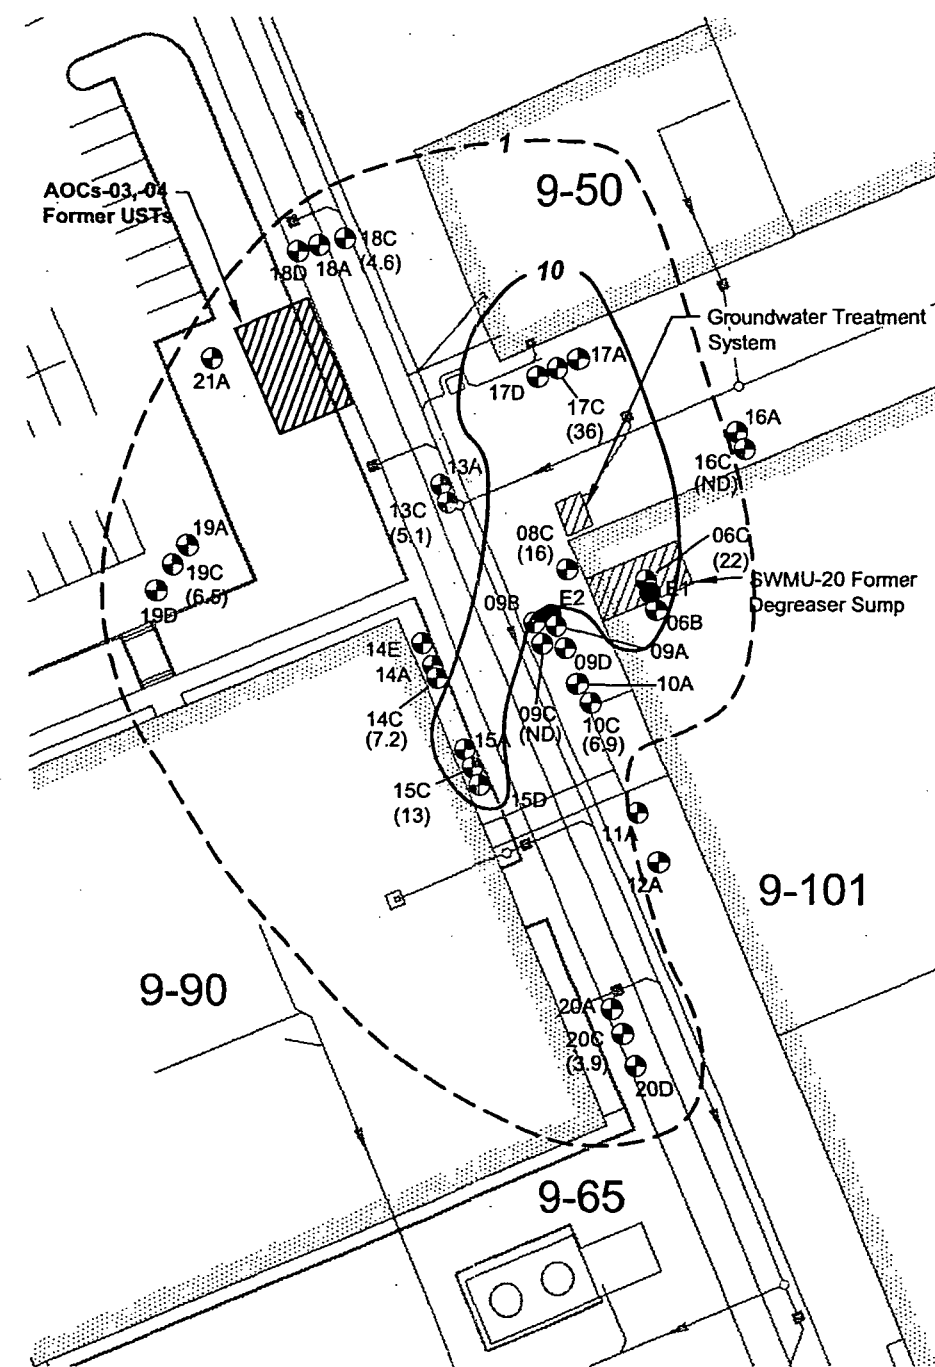 1
9-50
AOCs-03,-04
Former USTs
18C
(4.6)
18D
18A
10
Groundwater Treatment
System
21A
17A
17D
17C
(36)
16A
16C
(ND)
13A
13C
(5.1)
08C
(16)
06C
(22)
19A
19C
(6.5)
19D
SWMU-20 Former
Degreaser Sump
E1
E2
09B
06B
14E
14A
09A
09D
10A
14C
(7.2)
09C
(ND)
10C
(6.9)
15A
15C
(13)
15D
11A
12A
9-101
9-90
20A
20C
(3.9)
20D
9-65